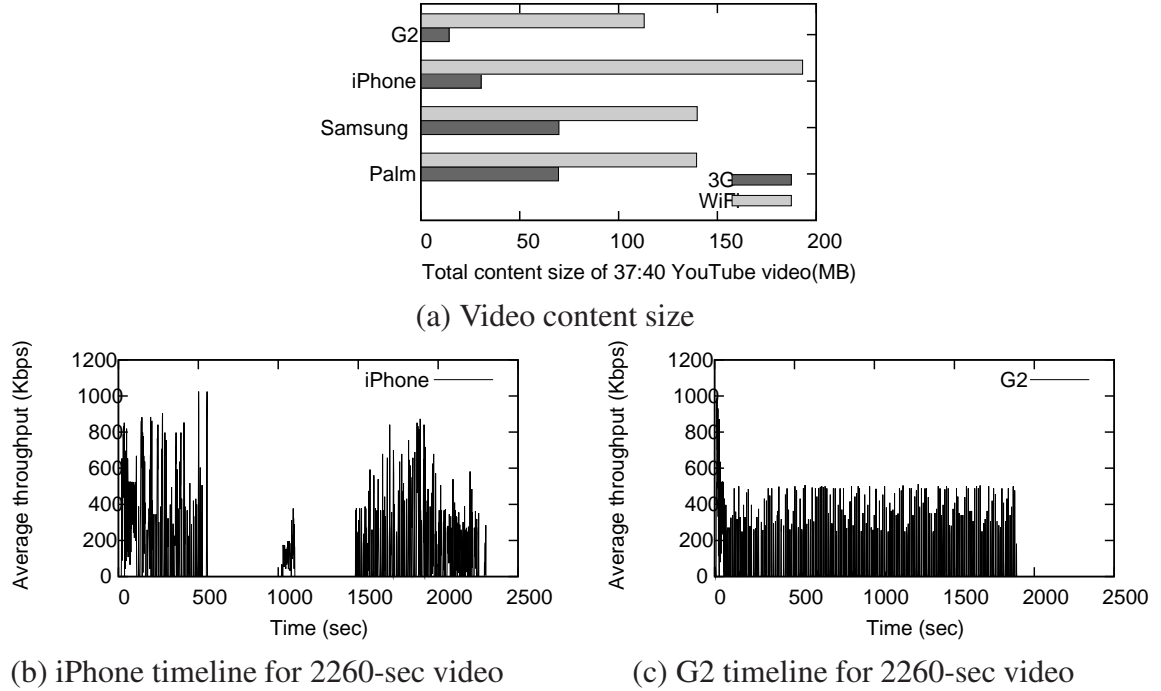 G2
iPhone
Samsung
Palm
3G
WiFi
0 50 100 150 200
Total content size of 37:40 YouTube video(MB)
(a) Video content size
Average throughput (Kbps)
1200
1000
800
600
400
200
0
iPhone
0 500 1000 1500 2000 2500
Time (sec)
(b) iPhone timeline for 2260-sec video
Average throughput (Kbps)
1200
1000
800
600
400
200
0
G2
0 500 1000 1500 2000 2500
Time (sec)
(c) G2 timeline for 2260-sec video